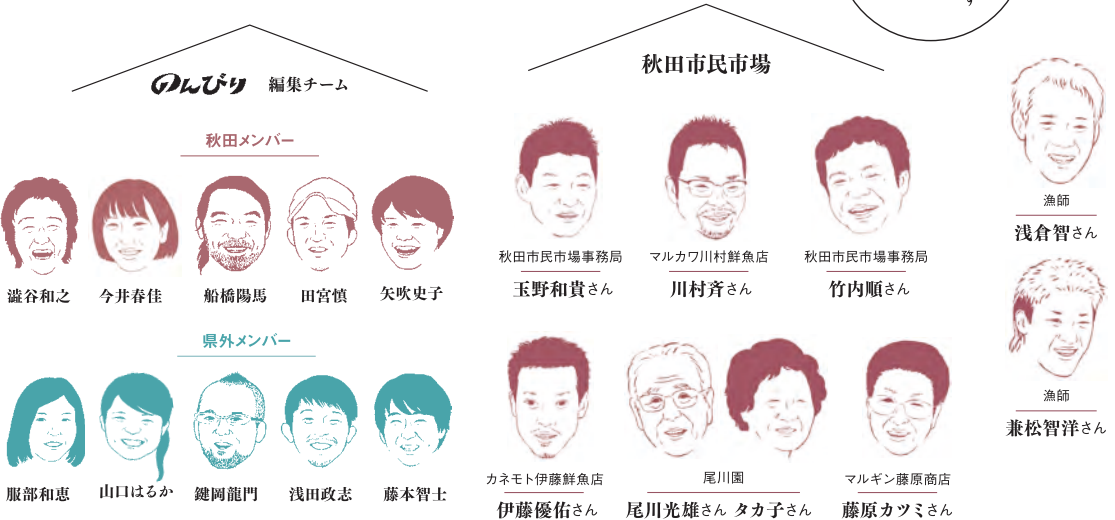 す
のんびり 編集チーム
秋田メンバー
澁谷和之 今井春佳 船橋陽馬 田宮慎 矢吹史子
県外メンバー
服部和恵 山口はるか 鍵岡龍門 浅田政志 藤本智士
秋田市民市場
秋田市民市場事務局 マルカワ川村鮮魚店 秋田市民市場事務局
玉野和貴さん 川村斉さん 竹内順さん
カネモト伊藤鮮魚店 尾川園 マルギン藤原商店
伊藤優佑さん 尾川光雄さん タカ子さん 藤原カツミさん
漁師
浅倉智さん
漁師
兼松智洋さん